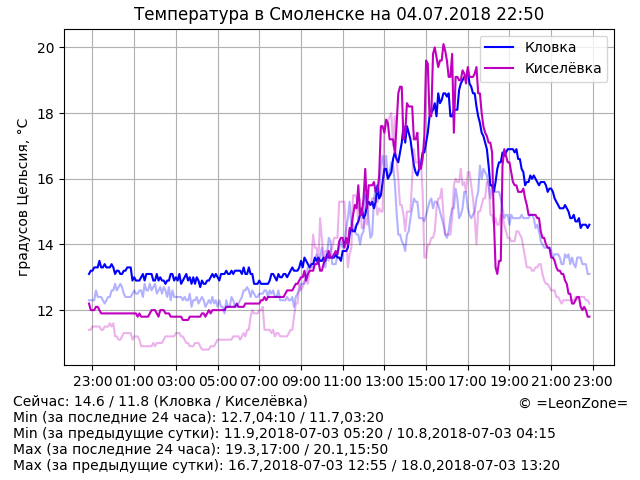 Температура в Смоленске на 04.07.2018 22:50
Кловка
Киселёвка
градусов Цельсия, °C
20
18
16
14
12
23:00 01:00 03:00 05:00 07:00 09:00 11:00 13:00 15:00 17:00 19:00 21:00 23:00
Сейчас: 14.6 / 11.8 (Кловка / Киселёвка)
© =LeonZone=
Min (за последние 24 часа): 12.7,04:10 / 11.7,03:20
Min (за предыдущие сутки): 11.9,2018-07-03 05:20 / 10.8,2018-07-03 04:15
Max (за последние 24 часа): 19.3,17:00 / 20.1,15:50
Max (за предыдущие сутки): 16.7,2018-07-03 12:55 / 18.0,2018-07-03 13:20